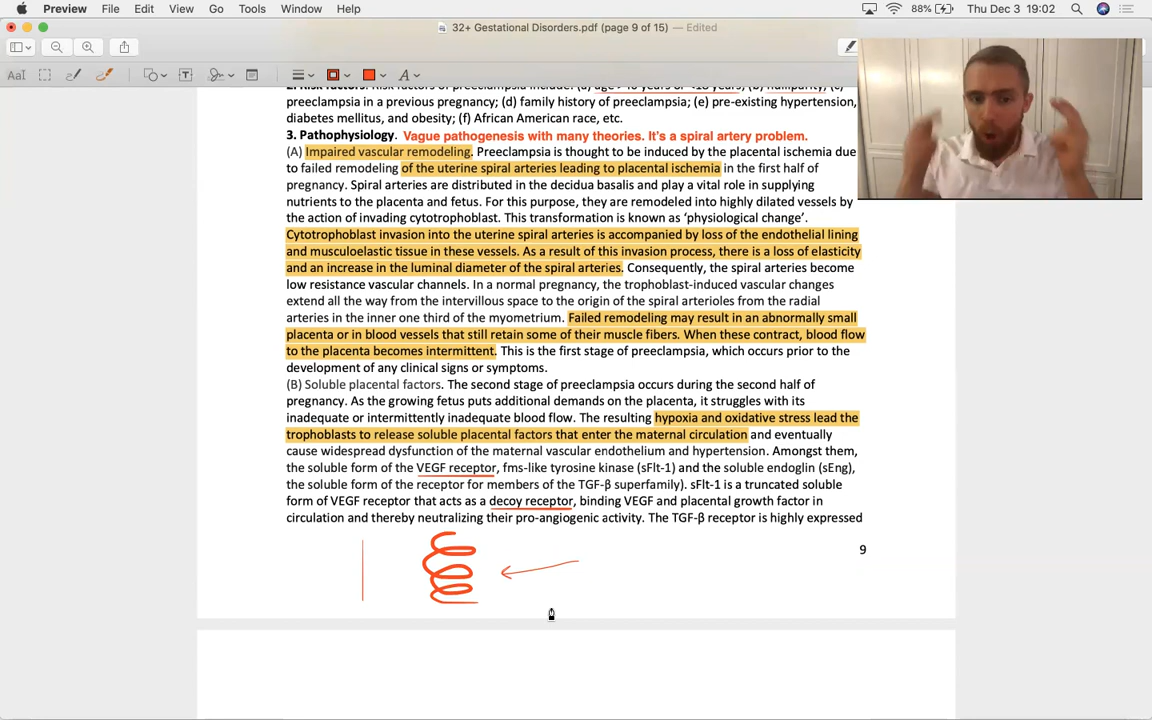 Preview File Edit View Go Tools Window Help 88% Thu Dec 3 19:02
32+ Gestational Disorders.pdf (page 9 of 15) — Edited
AaI T A
2. Risk factors. Risk factors of preeclampsia include: (a) age > 40 years or <18 years, (b) nulliparity, (c)
preeclampsia in a previous pregnancy; (d) family history of preeclampsia; (e) pre-existing hypertension,
diabetes mellitus, and obesity; (f) African American race, etc.
3. Pathophysiology. Vague pathogenesis with many theories. It's a spiral artery problem.
(A) Impaired vascular remodeling. Preeclampsia is thought to be induced by the placental ischemia due
to failed remodeling of the uterine spiral arteries leading to placental ischemia in the first half of
pregnancy. Spiral arteries are distributed in the decidua basalis and play a vital role in supplying
nutrients to the placenta and fetus. For this purpose, they are remodeled into highly dilated vessels by
the action of invading cytotrophoblast. This transformation is known as ‘physiological change’.
Cytotrophoblast invasion into the uterine spiral arteries is accompanied by loss of the endothelial lining
and musculoelastic tissue in these vessels. As a result of this invasion process, there is a loss of elasticity
and an increase in the luminal diameter of the spiral arteries. Consequently, the spiral arteries become
low resistance vascular channels. In a normal pregnancy, the trophoblast-induced vascular changes
extend all the way from the intervillous space to the origin of the spiral arterioles from the radial
arteries in the inner one third of the myometrium. Failed remodeling may result in an abnormally small
placenta or in blood vessels that still retain some of their muscle fibers. When these contract, blood flow
to the placenta becomes intermittent. This is the first stage of preeclampsia, which occurs prior to the
development of any clinical signs or symptoms.
(B) Soluble placental factors. The second stage of preeclampsia occurs during the second half of
pregnancy. As the growing fetus puts additional demands on the placenta, it struggles with its
inadequate or intermittently inadequate blood flow. The resulting hypoxia and oxidative stress lead the
trophoblasts to release soluble placental factors that enter the maternal circulation and eventually
cause widespread dysfunction of the maternal vascular endothelium and hypertension. Amongst them,
the soluble form of the VEGF receptor, fms-like tyrosine kinase (sFlt-1) and the soluble endoglin (sEng),
the soluble form of the receptor for members of the TGF-β superfamily). sFlt-1 is a truncated soluble
form of VEGF receptor that acts as a decoy receptor, binding VEGF and placental growth factor in
circulation and thereby neutralizing their pro-angiogenic activity. The TGF-β receptor is highly expressed
9